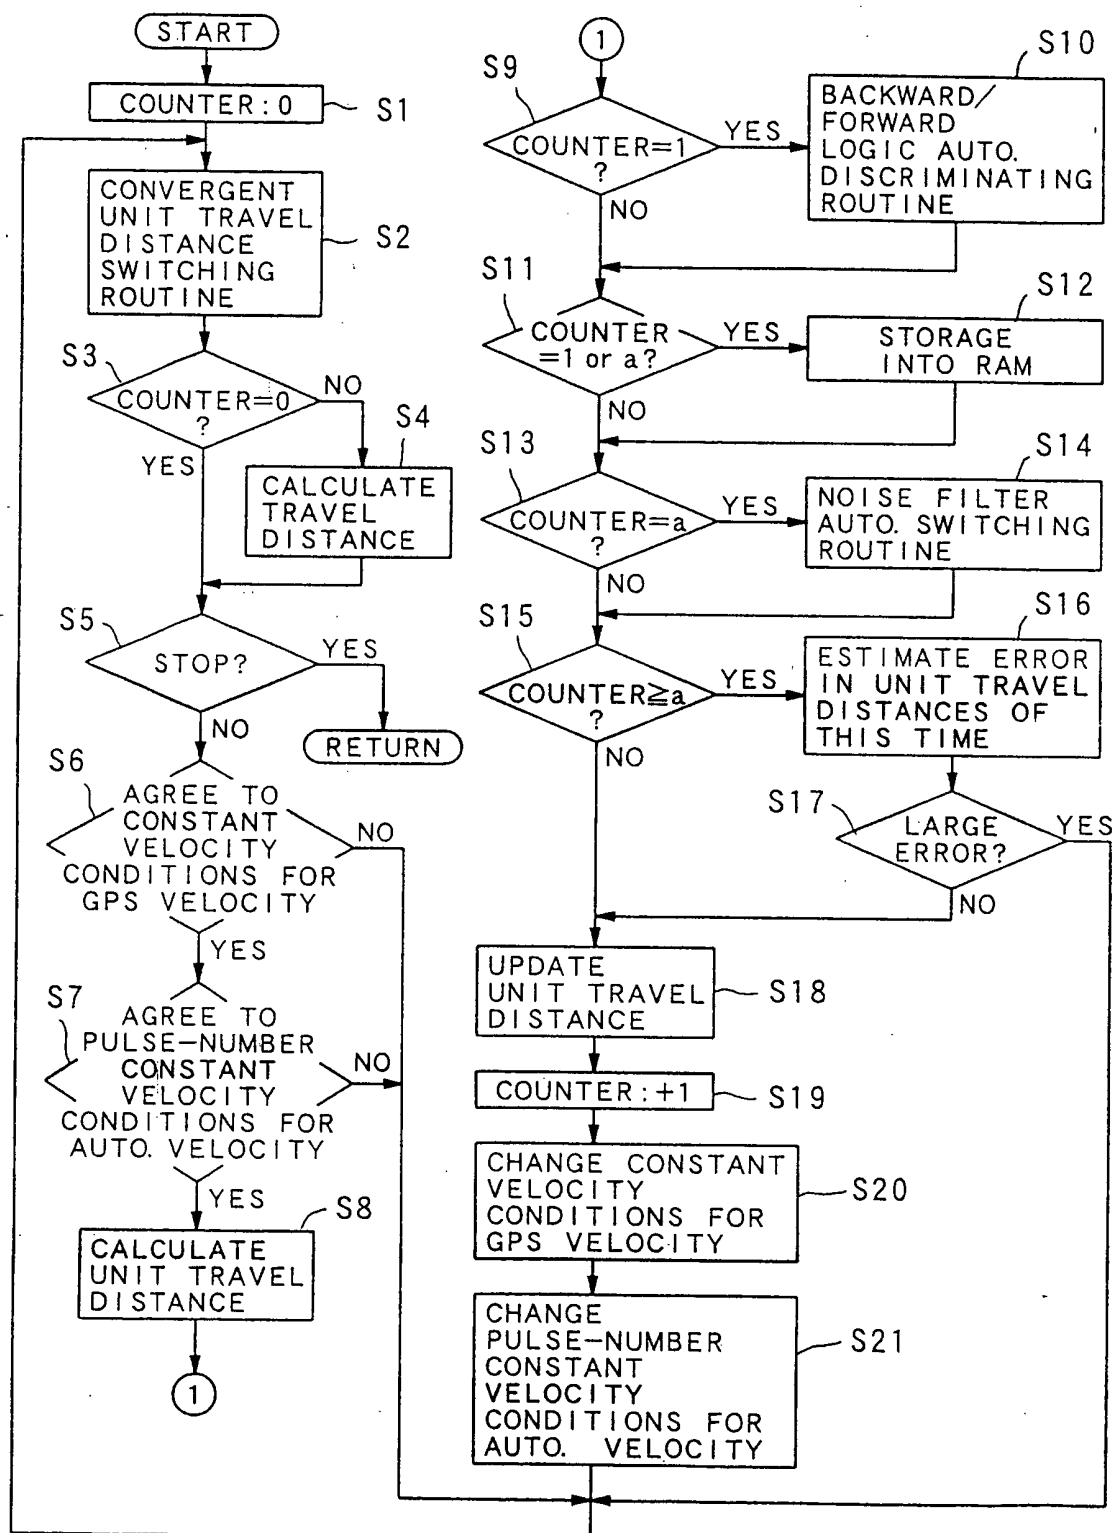 START
COUNTER:0
S1
CONVERGENT
UNIT TRAVEL
DISTANCE
SWITCHING
ROUTINE
S2
S3
COUNTER=0
?
NO
YES
S4
CALCULATE
TRAVEL
DISTANCE
S5
STOP?
YES
NO
RETURN
S6
AGREE TO
CONSTANT
VELOCITY
CONDITIONS FOR
GPS VELOCITY
NO
YES
S7
AGREE TO
PULSE-NUMBER
CONSTANT
VELOCITY
CONDITIONS FOR
AUTO. VELOCITY
NO
YES
S8
CALCULATE
UNIT TRAVEL
DISTANCE
1
1
S9
COUNTER=1
?
YES
NO
S10
BACKWARD/
FORWARD
LOGIC AUTO.
DISCRIMINATING
ROUTINE
S11
COUNTER
=1 or a?
YES
NO
S12
STORAGE
INTO RAM
S13
COUNTER=a
?
YES
NO
S14
NOISE FILTER
AUTO. SWITCHING
ROUTINE
S15
COUNTER≧a
?
YES
NO
S16
ESTIMATE ERROR
IN UNIT TRAVEL
DISTANCES OF
THIS TIME
S17
LARGE
ERROR?
YES
NO
UPDATE
UNIT TRAVEL
DISTANCE
S18
COUNTER:+1
S19
CHANGE CONSTANT
VELOCITY
CONDITIONS FOR
GPS VELOCITY
S20
CHANGE
PULSE-NUMBER
CONSTANT
VELOCITY
CONDITIONS FOR
AUTO. VELOCITY
S21